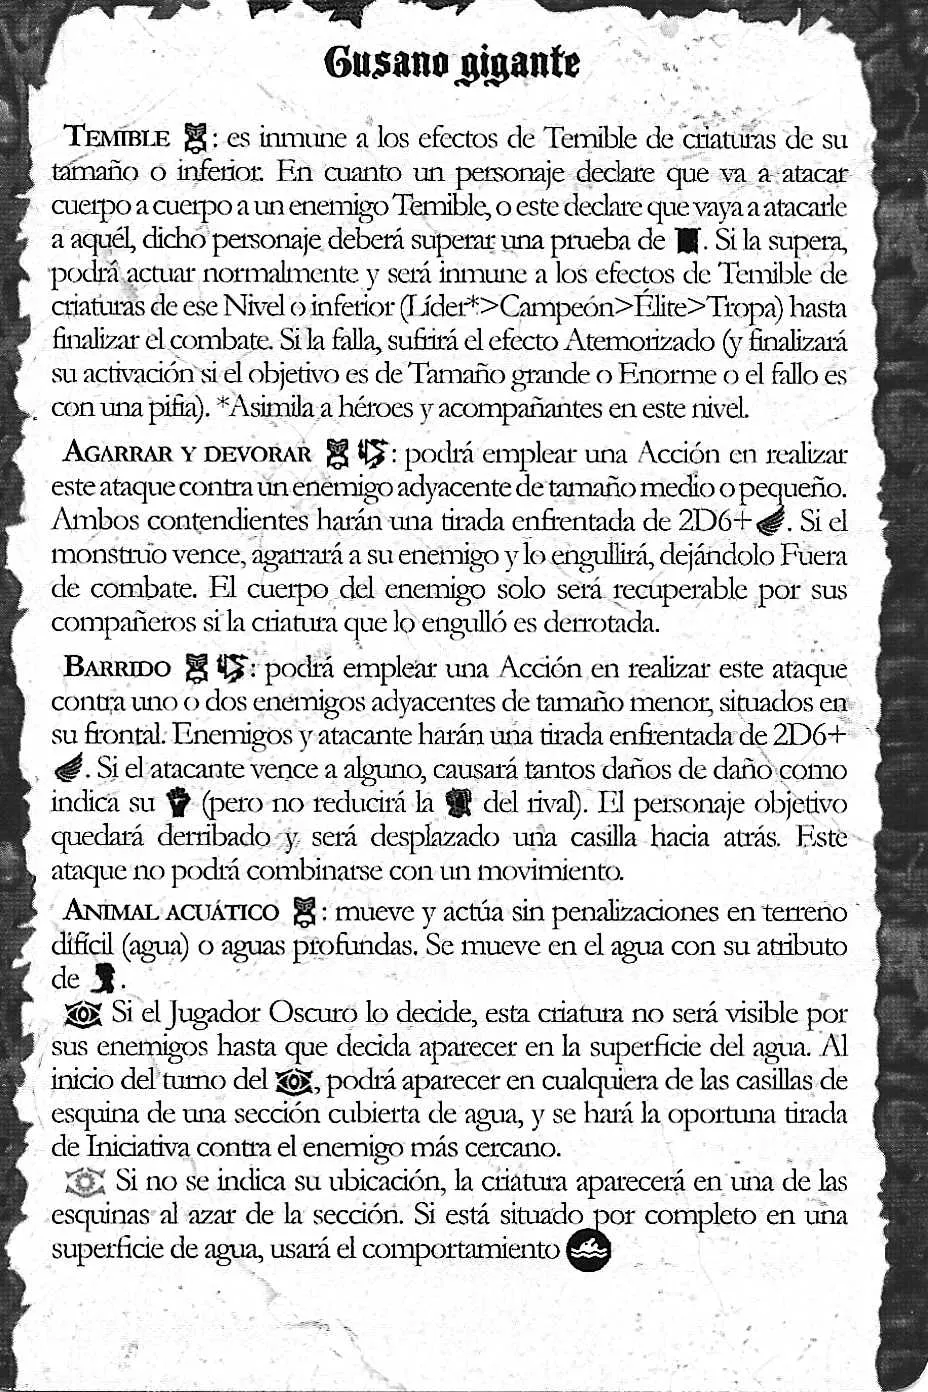 Gusano gigante
TEMIBLE : es inmune a los efectos de Temible de criaturas de su
tamaño o inferior. En cuanto un personaje declare que va a atacar
cuerpo a cuerpo a un enemigo Temible, o este declare que vaya a atacarle
a aquél, dicho personaje deberá superar una prueba de . Si la supera,
podrá actuar normalmente y será inmune a los efectos de Temible de
criaturas de ese Nivel o inferior (Líder*>Campeón>Élite>Tropa) hasta
finalizar el combate. Si la falla, sufrirá el efecto Atemorizado (y finalizará
su activación si el objetivo es de Tamaño grande o Enorme o el fallo es
con una pifia). *Asimila a héroes y acompañantes en este nivel.
AGARRAR Y DEVORAR : podrá emplear una Acción en realizar
este ataque contra un enemigo adyacente de tamaño medio o pequeño.
Ambos contendientes harán una tirada enfrentada de 2D6+ . Si el
monstruo vence, agarrará a su enemigo y lo engullirá, dejándolo Fuera
de combate. El cuerpo del enemigo solo será recuperable por sus
compañeros si la criatura que lo engulló es derrotada.
BARRIDO : podrá emplear una Acción en realizar este ataque
contra uno o dos enemigos adyacentes de tamaño menor, situados en
su frontal. Enemigos y atacante harán una tirada enfrentada de 2D6+
. Si el atacante vence a alguno, causará tantos daños de daño como
indica su (pero no reducirá la del rival). El personaje objetivo
quedará derribado y será desplazado una casilla hacia atrás. Este
ataque no podrá combinarse con un movimiento.
ANIMAL ACUÁTICO : mueve y actúa sin penalizaciones en terreno
difícil (agua) o aguas profundas. Se mueve en el agua con su atributo
de .
Si el Jugador Oscuro lo decide, esta criatura no será visible por
sus enemigos hasta que decida aparecer en la superficie del agua. Al
inicio del turno del , podrá aparecer en cualquiera de las casillas de
esquina de una sección cubierta de agua, y se hará la oportuna tirada
de Iniciativa contra el enemigo más cercano.
Si no se indica su ubicación, la criatura aparecerá en una de las
esquinas al azar de la sección. Si está situado por completo en una
superficie de agua, usará el comportamiento